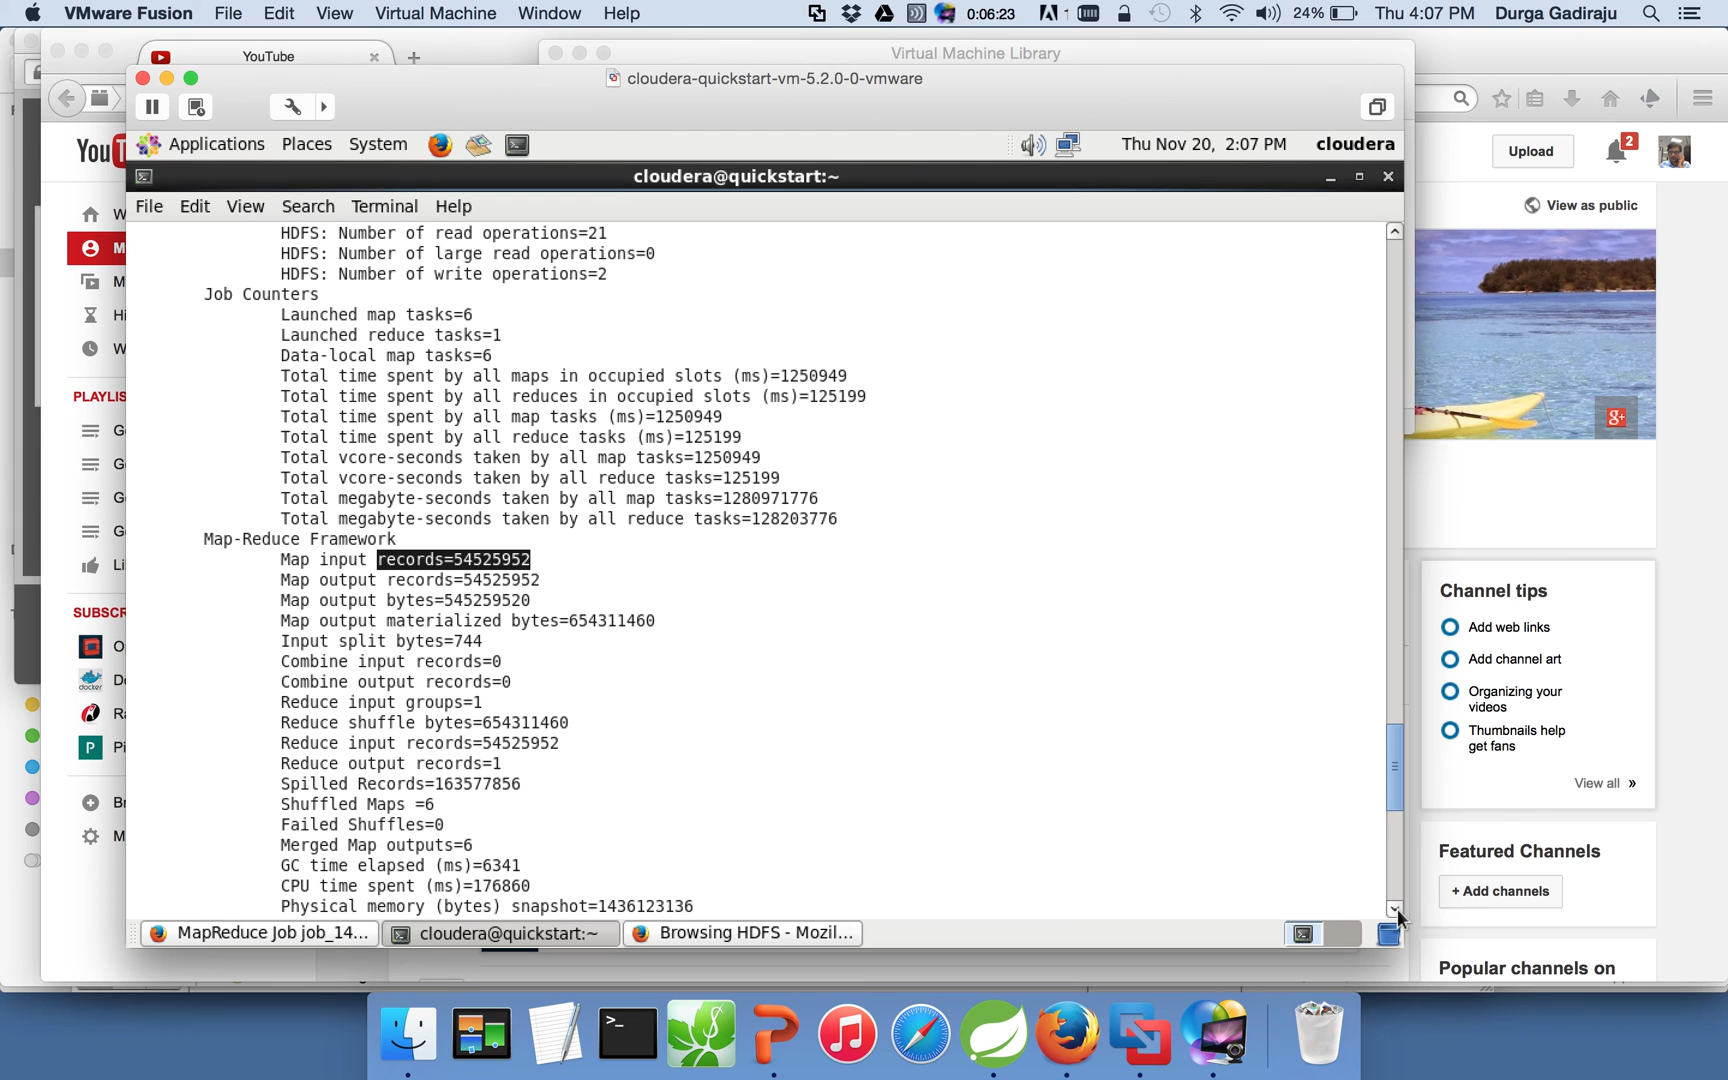 VMware Fusion File Edit View Virtual Machine Window Help 0:06:23 1 24% Thu 4:07 PM Durga Gadiraju
YouTube
Virtual Machine Library
cloudera-quickstart-vm-5.2.0-0-vmware
You
Applications Places System Thu Nov 20, 2:07 PM cloudera
Upload 2
cloudera@quickstart:~
File Edit View Search Terminal Help
View as public
HDFS: Number of read operations=21
HDFS: Number of large read operations=0
HDFS: Number of write operations=2
Job Counters
Launched map tasks=6
Launched reduce tasks=1
Data-local map tasks=6
Total time spent by all maps in occupied slots (ms)=1250949
Total time spent by all reduces in occupied slots (ms)=125199
Total time spent by all map tasks (ms)=1250949
Total time spent by all reduce tasks (ms)=125199
Total vcore-seconds taken by all map tasks=1250949
Total vcore-seconds taken by all reduce tasks=125199
Total megabyte-seconds taken by all map tasks=1280971776
Total megabyte-seconds taken by all reduce tasks=128203776
Map-Reduce Framework
Map input records=54525952
Map output records=54525952
Map output bytes=545259520
Map output materialized bytes=654311460
Input split bytes=744
Combine input records=0
Combine output records=0
Reduce input groups=1
Reduce shuffle bytes=654311460
Reduce input records=54525952
Reduce output records=1
Spilled Records=163577856
Shuffled Maps =6
Failed Shuffles=0
Merged Map outputs=6
GC time elapsed (ms)=6341
CPU time spent (ms)=176860
Physical memory (bytes) snapshot=1436123136
MapReduce Job job_14... cloudera@quickstart:~ Browsing HDFS - Mozil...
PLAYLIS
SUBSCR
docker
g+
Channel tips
Add web links
Add channel art
Organizing your
videos
Thumbnails help
get fans
View all »
Featured Channels
+ Add channels
Popular channels on